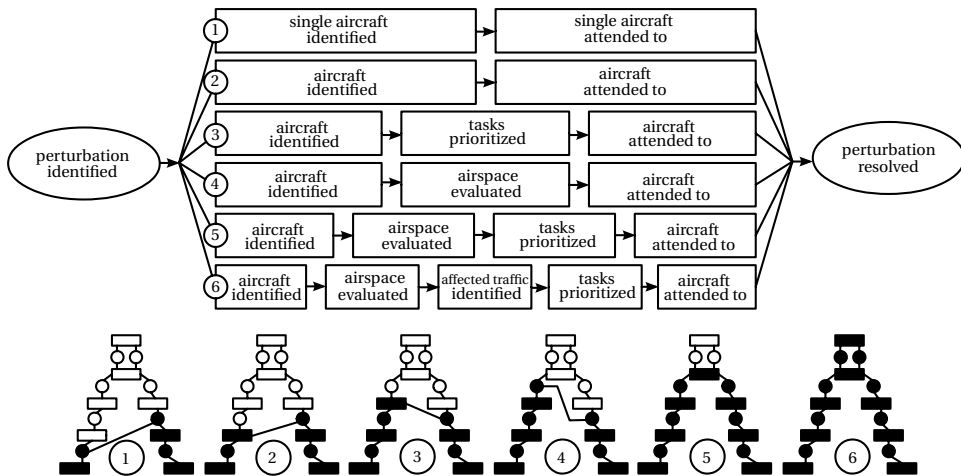 1
single aircraft
identified
single aircraft
attended to
2
aircraft
identified
aircraft
attended to
3
aircraft
identified
tasks
prioritized
aircraft
attended to
perturbation
identified
perturbation
resolved
4
aircraft
identified
airspace
evaluated
aircraft
attended to
5
aircraft
identified
airspace
evaluated
tasks
prioritized
aircraft
attended to
6
aircraft
identified
airspace
evaluated
affected traffic
identified
tasks
prioritized
aircraft
attended to
1
2
3
4
5
6